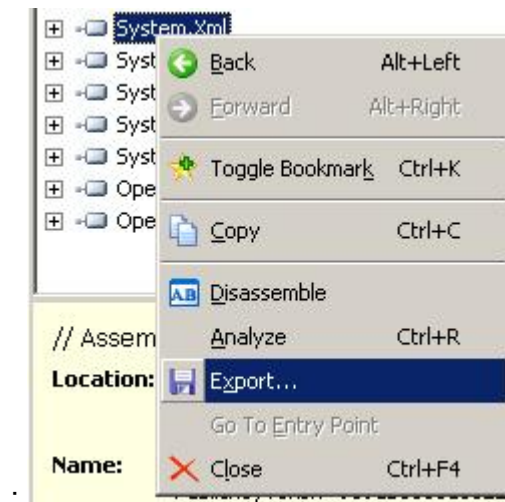 System.Xml
Syst
Back Alt+Left
Syst
Forward Alt+Right
Syst
Syst
Toggle Bookmark Ctrl+K
Ope
Ope
Copy Ctrl+C
Disassemble
// Assem
Analyze Ctrl+R
Location:
Export...
Go To Entry Point
Name:
Close Ctrl+F4
.